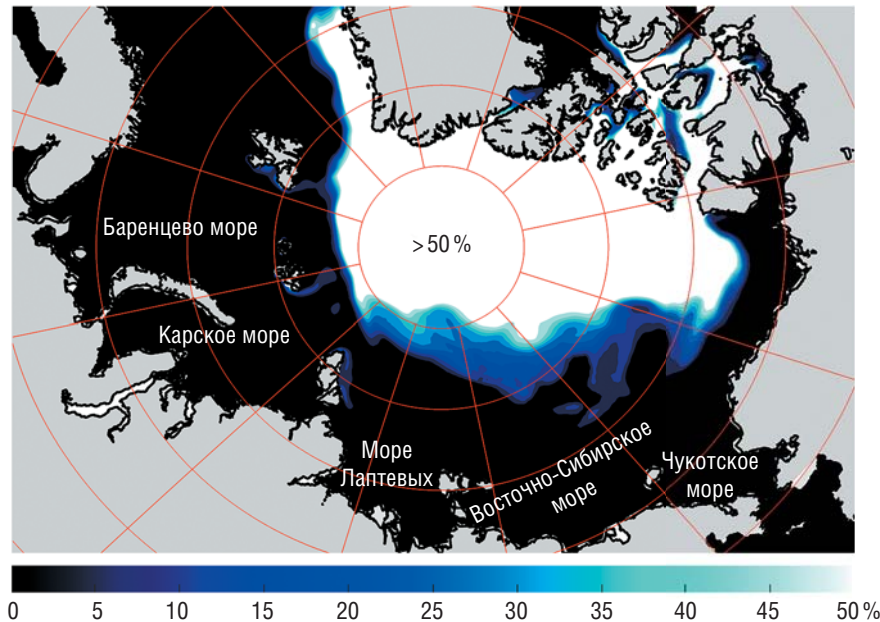 Баренцево море
> 50 %
Карское море
Море
Лаптевых
Восточно-Сибирское
море
Чукотское
море
0 5 10 15 20 25 30 35 40 45 50 %